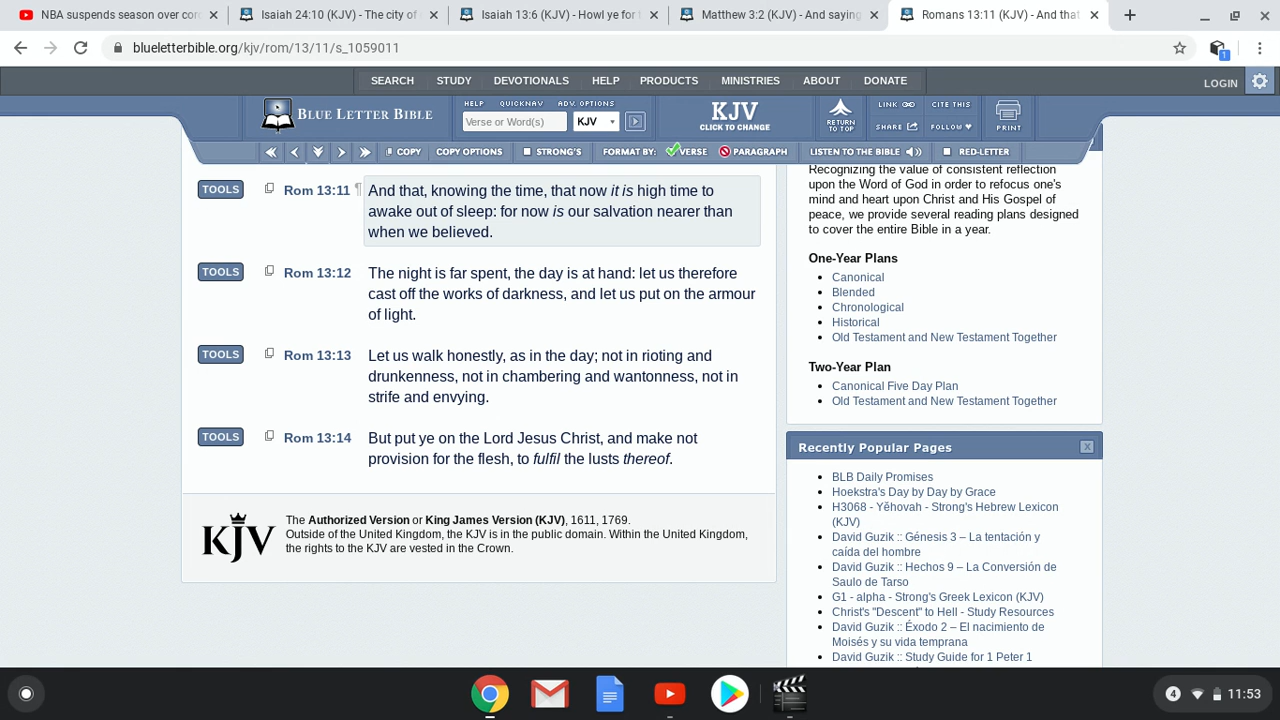 NBA suspends season over cor
Isaiah 24:10 (KJV) - The city of
Isaiah 13:6 (KJV) - Howl ye for t
Matthew 3:2 (KJV) - And saying
Romans 13:11 (KJV) - And that
blueletterbible.org/kjv/rom/13/11/s_1059011
1
SEARCH STUDY DEVOTIONALS HELP PRODUCTS MINISTRIES ABOUT DONATE
LOGIN
BLUE LETTER BIBLE
HELP QUICKNAV ADV. OPTIONS
Verse or Word(s)
KJV
KJV
CLICK TO CHANGE
RETURN TO TOP
LINK
CITE THIS
SHARE
FOLLOW
PRINT
COPY COPY OPTIONS STRONG'S FORMAT BY: VERSE PARAGRAPH LISTEN TO THE BIBLE RED-LETTER
TOOLS Rom 13:11 ¶ And that, knowing the time, that now it is high time to
awake out of sleep: for now is our salvation nearer than
when we believed.
TOOLS Rom 13:12 The night is far spent, the day is at hand: let us therefore
cast off the works of darkness, and let us put on the armour
of light.
TOOLS Rom 13:13 Let us walk honestly, as in the day; not in rioting and
drunkenness, not in chambering and wantonness, not in
strife and envying.
TOOLS Rom 13:14 But put ye on the Lord Jesus Christ, and make not
provision for the flesh, to fulfil the lusts thereof.
KJV
The Authorized Version or King James Version (KJV), 1611, 1769.
Outside of the United Kingdom, the KJV is in the public domain. Within the United Kingdom,
the rights to the KJV are vested in the Crown.
Recognizing the value of consistent reflection
upon the Word of God in order to refocus one's
mind and heart upon Christ and His Gospel of
peace, we provide several reading plans designed
to cover the entire Bible in a year.
One-Year Plans
Canonical
Blended
Chronological
Historical
Old Testament and New Testament Together
Two-Year Plan
Canonical Five Day Plan
Old Testament and New Testament Together
Recently Popular Pages
x
BLB Daily Promises
Hoekstra's Day by Day by Grace
H3068 - Yĕhovah - Strong's Hebrew Lexicon
(KJV)
David Guzik :: Génesis 3 – La tentación y
caída del hombre
David Guzik :: Hechos 9 – La Conversión de
Saulo de Tarso
G1 - alpha - Strong's Greek Lexicon (KJV)
Christ's "Descent" to Hell - Study Resources
David Guzik :: Éxodo 2 – El nacimiento de
Moisés y su vida temprana
David Guzik :: Study Guide for 1 Peter 1
4 11:53